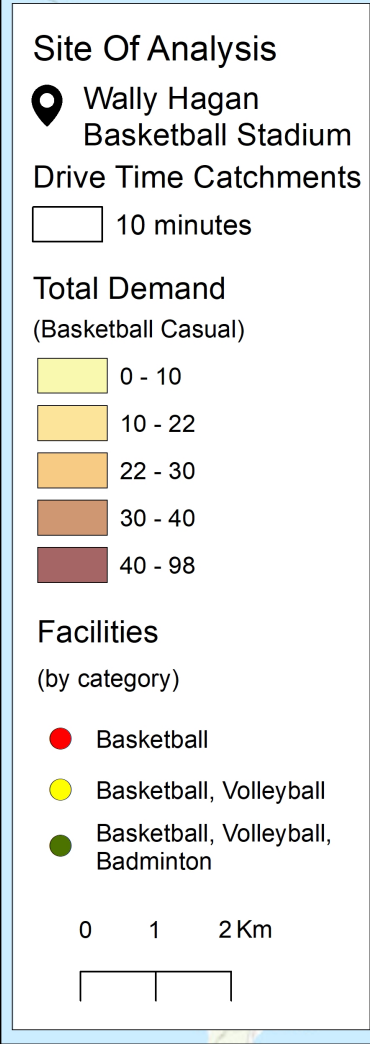 Site Of Analysis
Wally Hagan
Basketball Stadium
Drive Time Catchments
10 minutes
Total Demand
(Basketball Casual)
0 - 10
10 - 22
22 - 30
30 - 40
40 - 98
Facilities
(by category)
Basketball
Basketball, Volleyball
Basketball, Volleyball,
Badminton
0 1 2 Km